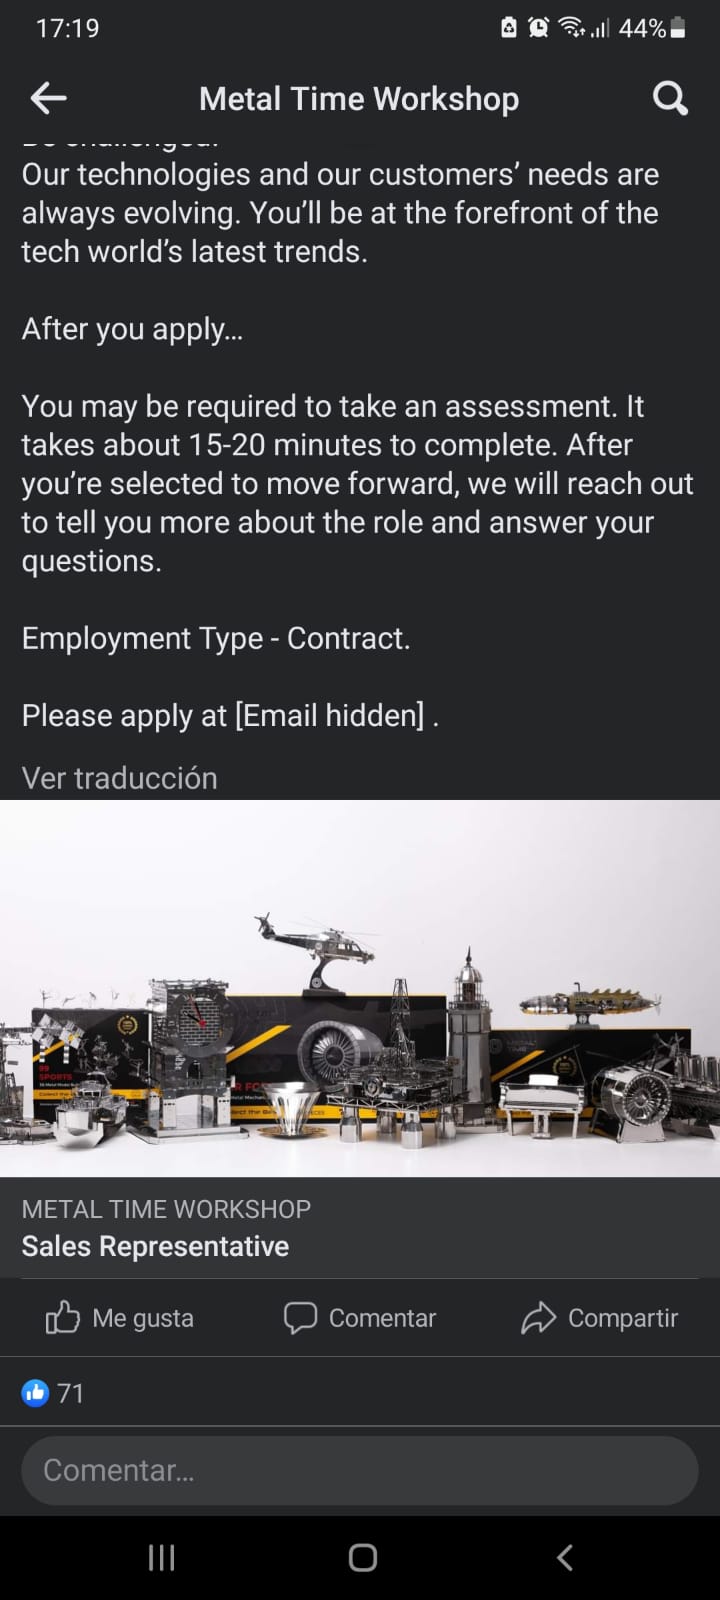 17:19
44%
Metal Time Workshop
Our technologies and our customers’ needs are
always evolving. You’ll be at the forefront of the
tech world’s latest trends.
After you apply...
You may be required to take an assessment. It
takes about 15-20 minutes to complete. After
you’re selected to move forward, we will reach out
to tell you more about the role and answer your
questions.
Employment Type - Contract.
Please apply at [Email hidden] .
Ver traducción
99
SPORTS
METAL TIME WORKSHOP
Sales Representative
Me gusta
Comentar
Compartir
71
Comentar...